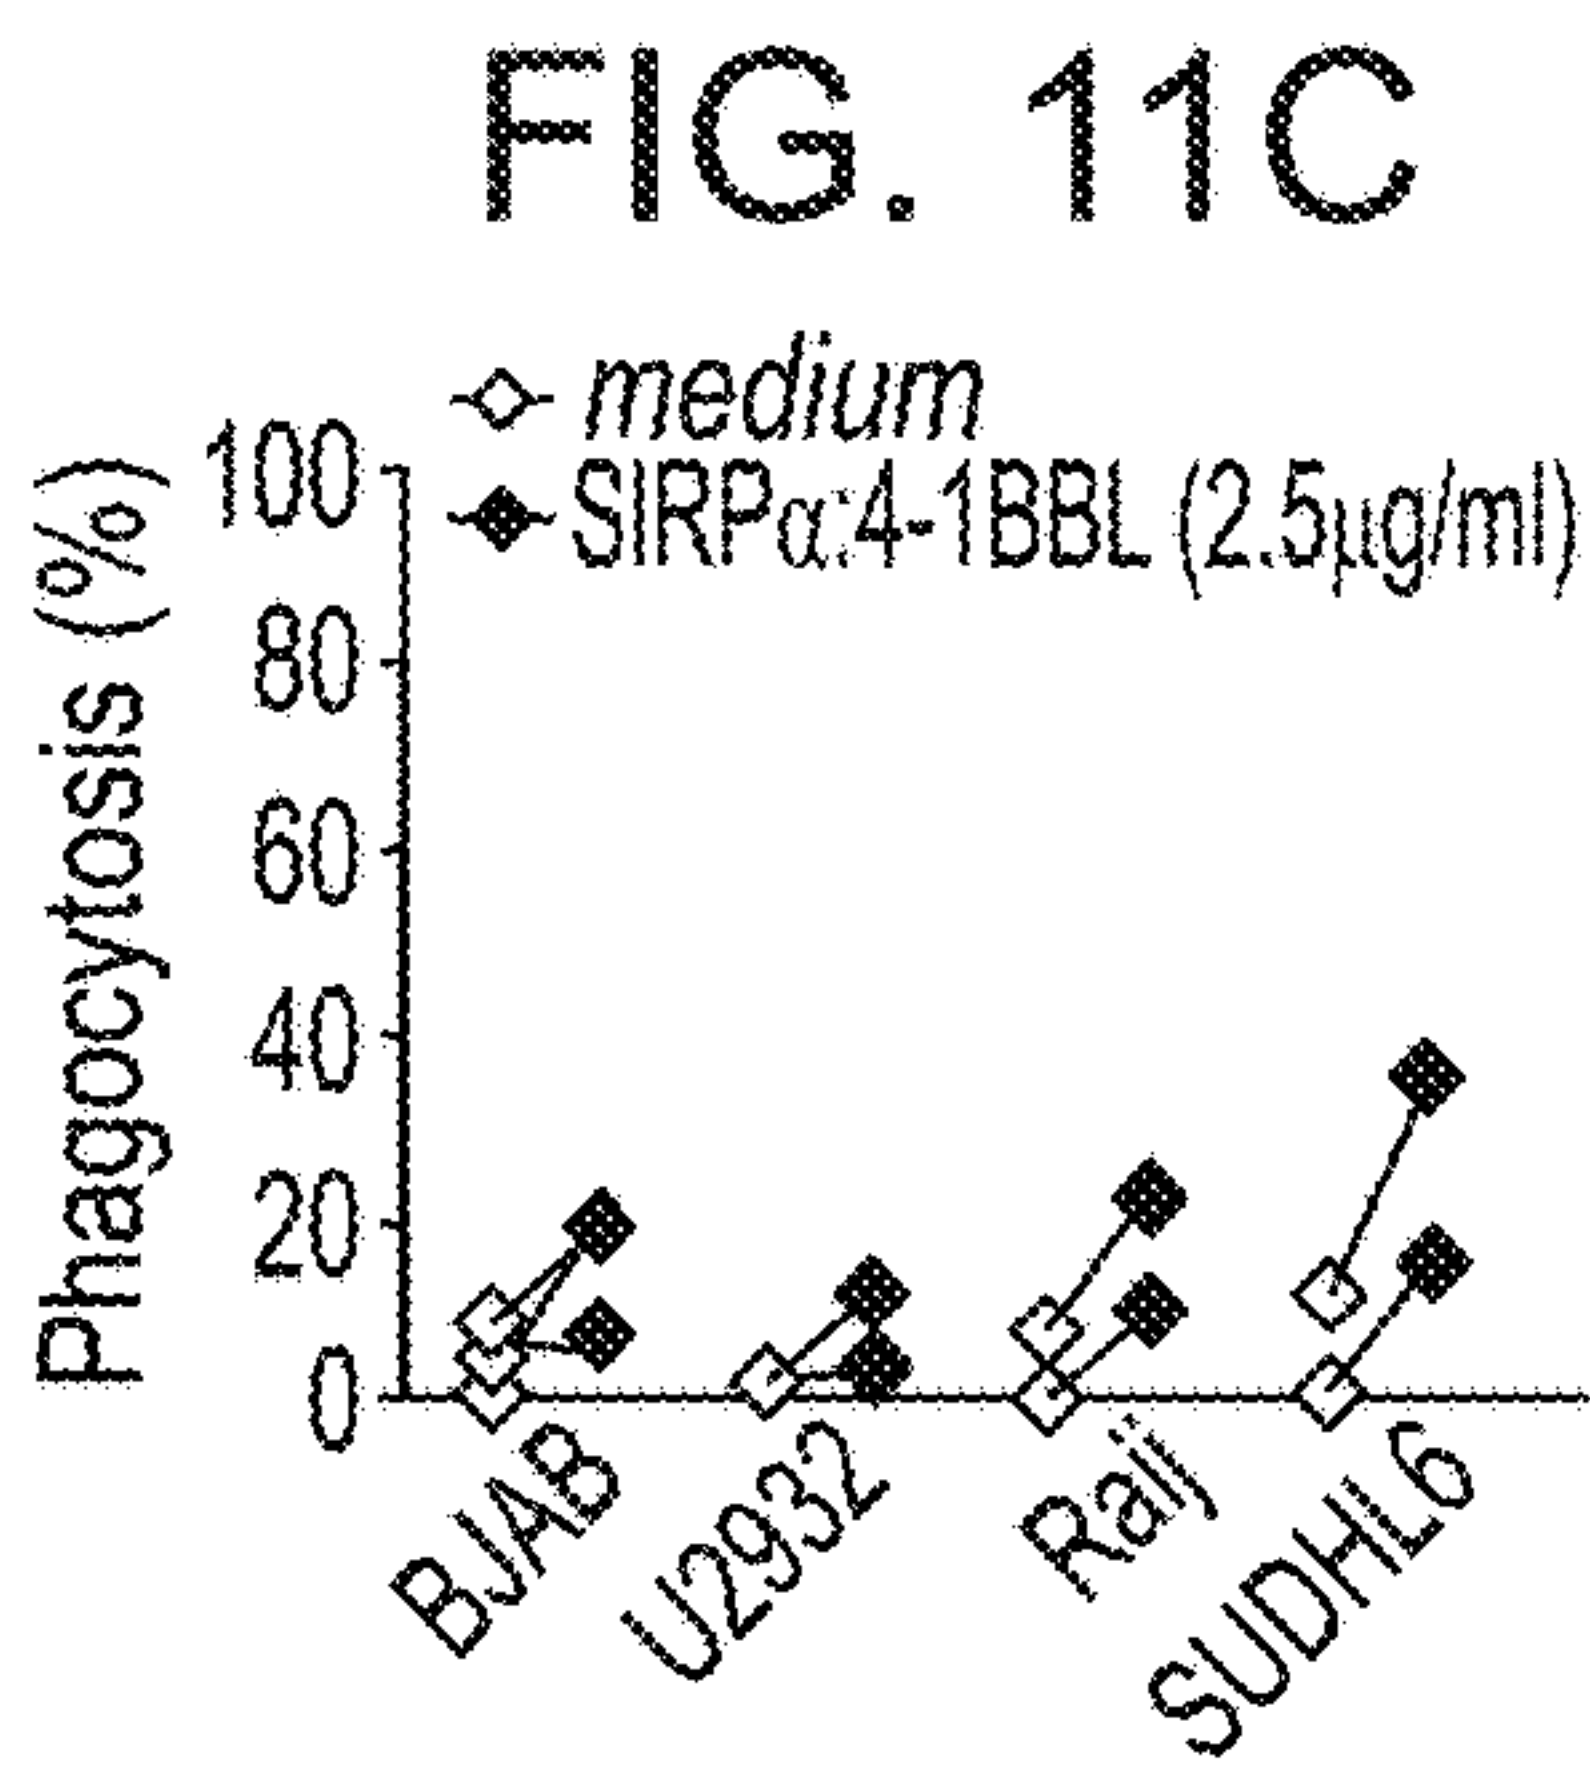 FIG. 11C
medium
SIRPα:4-1BBL (2.5µg/ml)
Phagocytosis (%)
100
80
60
40
20
0
BJAB
U2932
Raij
SUDHL6